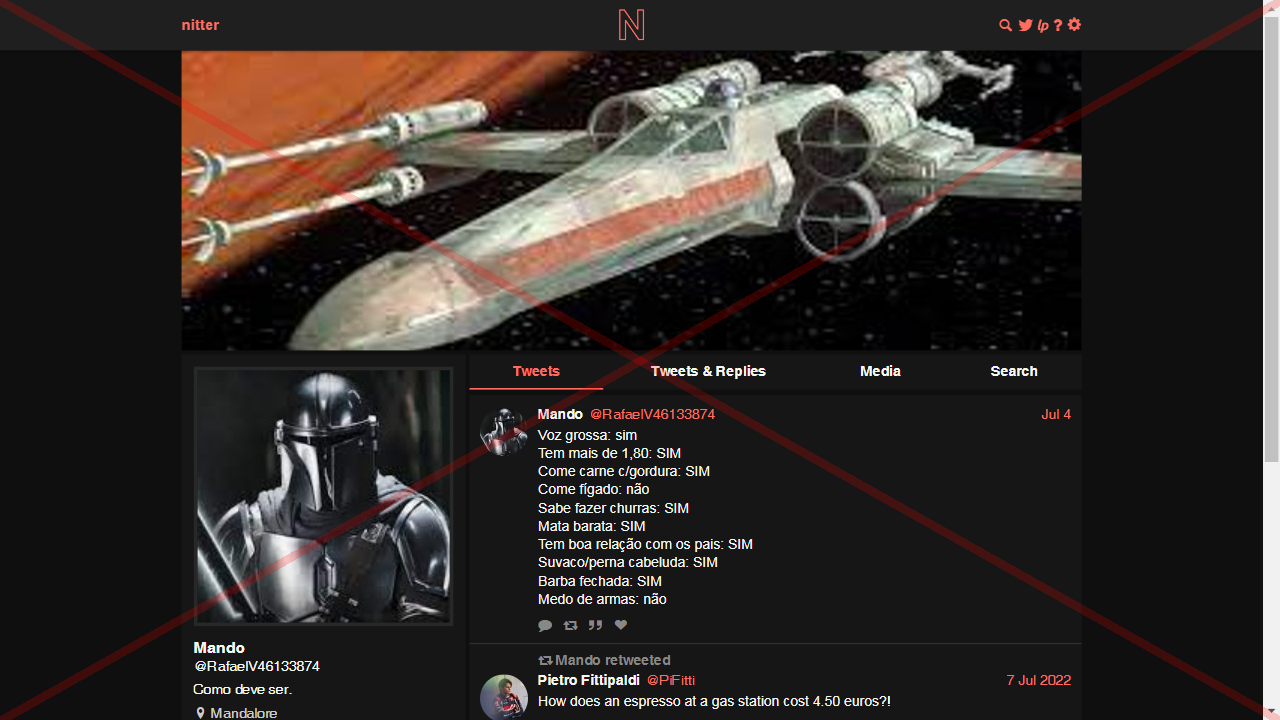 nitter
N
lp ?
Tweets
Tweets & Replies
Media
Search
Mando @RafaelV46133874
Jul 4
Voz grossa: sim
Tem mais de 1,80: SIM
Come carne c/gordura: SIM
Come fígado: não
Sabe fazer churras: SIM
Mata barata: SIM
Tem boa relação com os pais: SIM
Suvaco/perna cabeluda: SIM
Barba fechada: SIM
Medo de armas: não
Mando retweeted
Pietro Fittipaldi @PiFitti
7 Jul 2022
How does an espresso at a gas station cost 4.50 euros?!
Mando
@RafaelV46133874
Como deve ser.
Mandalore